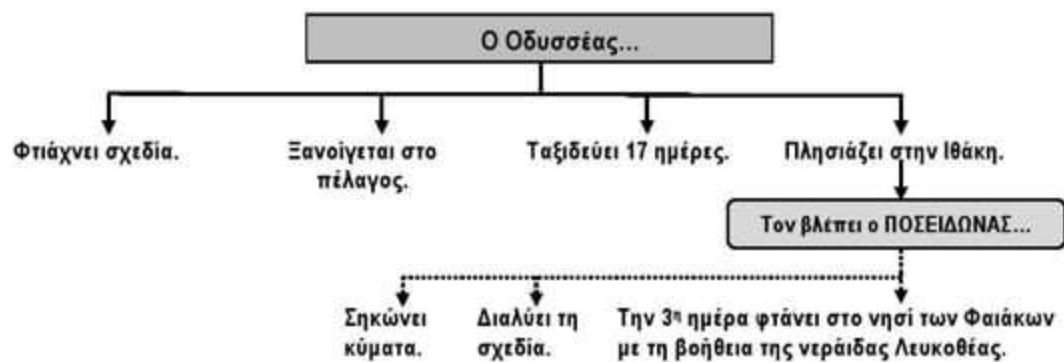 Ο Οδυσσέας...
Φτιάχνει σχεδία.
Ξανοίγεται στο
πέλαγος.
Ταξιδεύει 17 ημέρες.
Πλησιάζει στην Ιθάκη.
Τον βλέπει ο ΠΟΣΕΙΔΩΝΑΣ...
Σηκώνει
κύματα.
Διαλύει τη
σχεδία.
Την 3η ημέρα φτάνει στο νησί των Φαιάκων
με τη βοήθεια της νεράιδας Λευκοθέας.